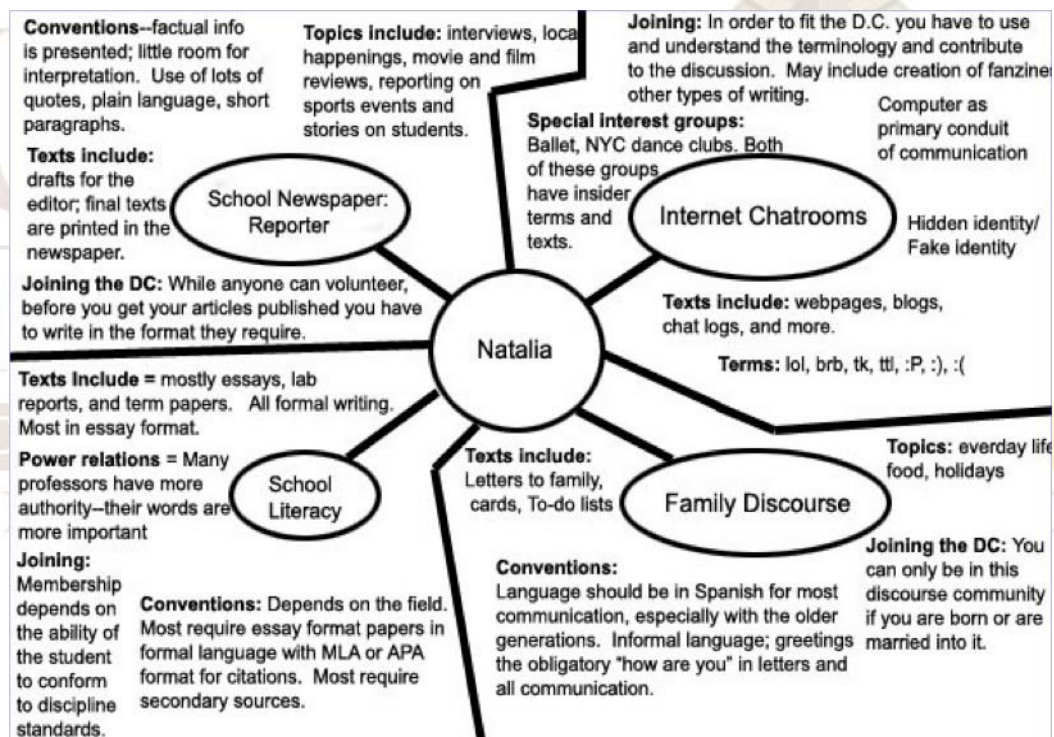 Conventions--factual info
is presented; little room for
interpretation. Use of lots of
quotes, plain language, short
paragraphs.
Topics include: interviews, loca
happenings, movie and film
reviews, reporting on
sports events and
stories on students.
Texts include:
drafts for the
editor; final texts
are printed in the
newspaper.
School Newspaper:
Reporter
Joining the DC: While anyone can volunteer,
before you get your articles published you have
to write in the format they require.
Joining: In order to fit the D.C. you have to use
and understand the terminology and contribute
to the discussion. May include creation of fanzine
other types of writing.
Special interest groups:
Ballet, NYC dance clubs. Both
of these groups
have insider
terms and
texts.
Computer as
primary conduit
of communication
Internet Chatrooms
Hidden identity/
Fake identity
Texts include: webpages, blogs,
chat logs, and more.
Terms: lol, brb, tk, ttl, :P, :), :(
Natalia
Texts Include = mostly essays, lab
reports, and term papers. All formal writing.
Most in essay format.
Power relations = Many
professors have more
authority--their words are
more important
School
Literacy
Joining:
Membership
depends on
the ability of
the student
to conform
to discipline
standards.
Conventions: Depends on the field.
Most require essay format papers in
formal language with MLA or APA
format for citations. Most require
secondary sources.
Texts include:
Letters to family,
cards, To-do lists
Family Discourse
Topics: everday life
food, holidays
Joining the DC: You
can only be in this
discourse community
if you are born or are
married into it.
Conventions:
Language should be in Spanish for most
communication, especially with the older
generations. Informal language; greetings
the obligatory "how are you" in letters and
all communication.